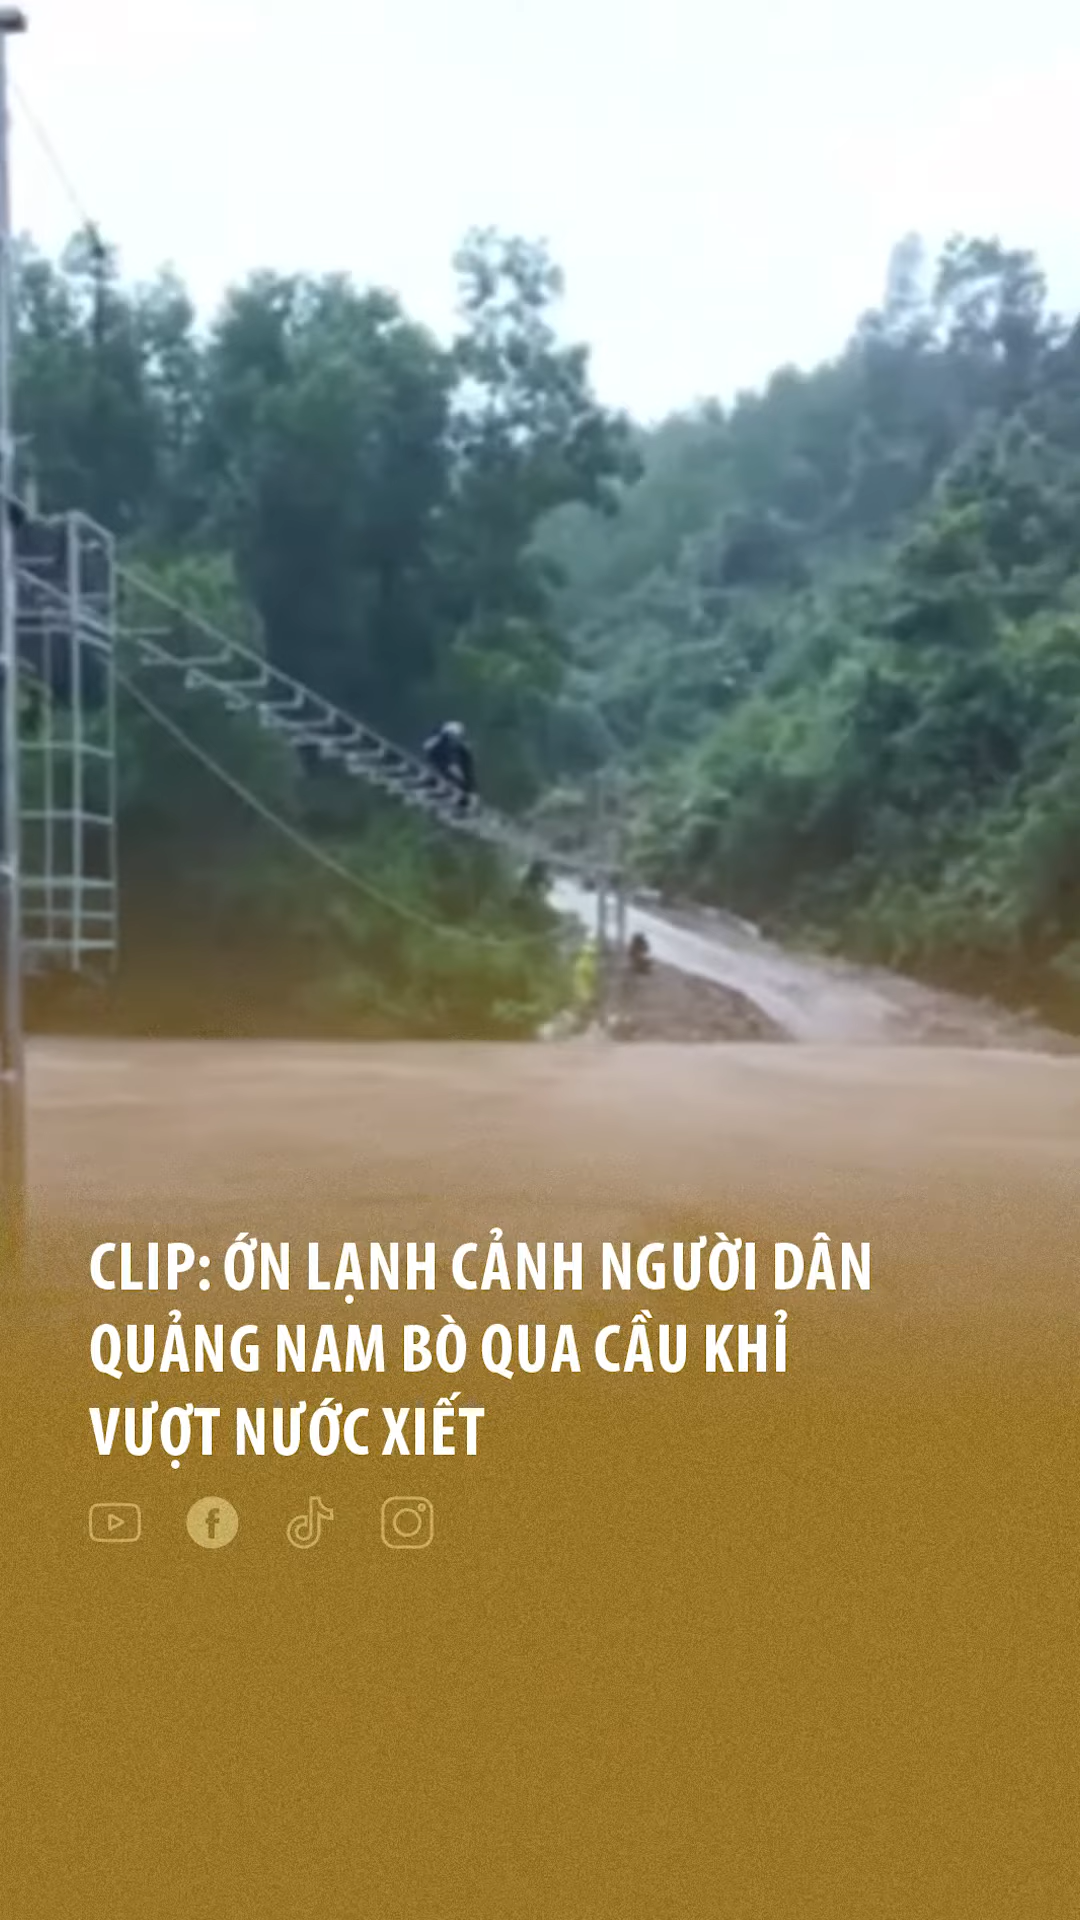 CLIP: ỚN LẠNH CẢNH NGƯỜI DÂN
QUẢNG NAM BÒ QUA CẦU KHỈ
VƯỢT NƯỚC XIẾT